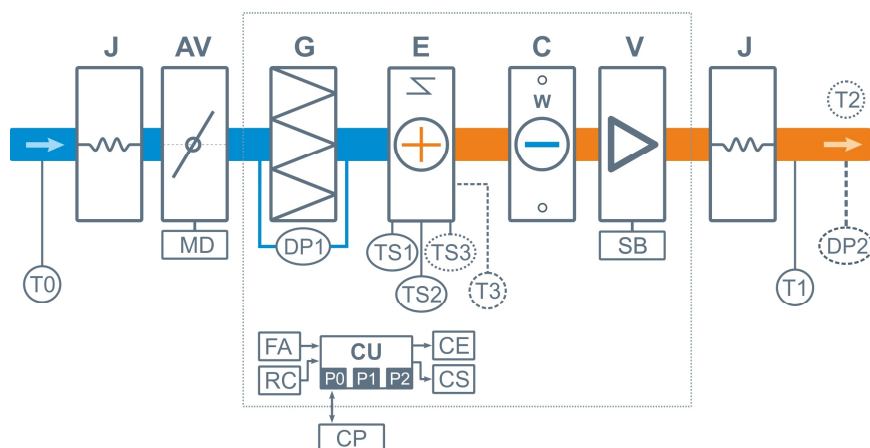 J AV G E C V J
W
T2
MD DP1 TS1 TS3 SB DP2
T0 TS2 T3 T1
FA CU CE
RC P0 P1 P2 CS
CP